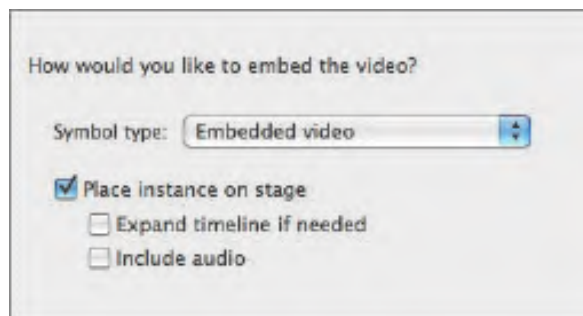 How would you like to embed the video?
Symbol type: Embedded video
Place instance on stage
Expand timeline if needed
Include audio